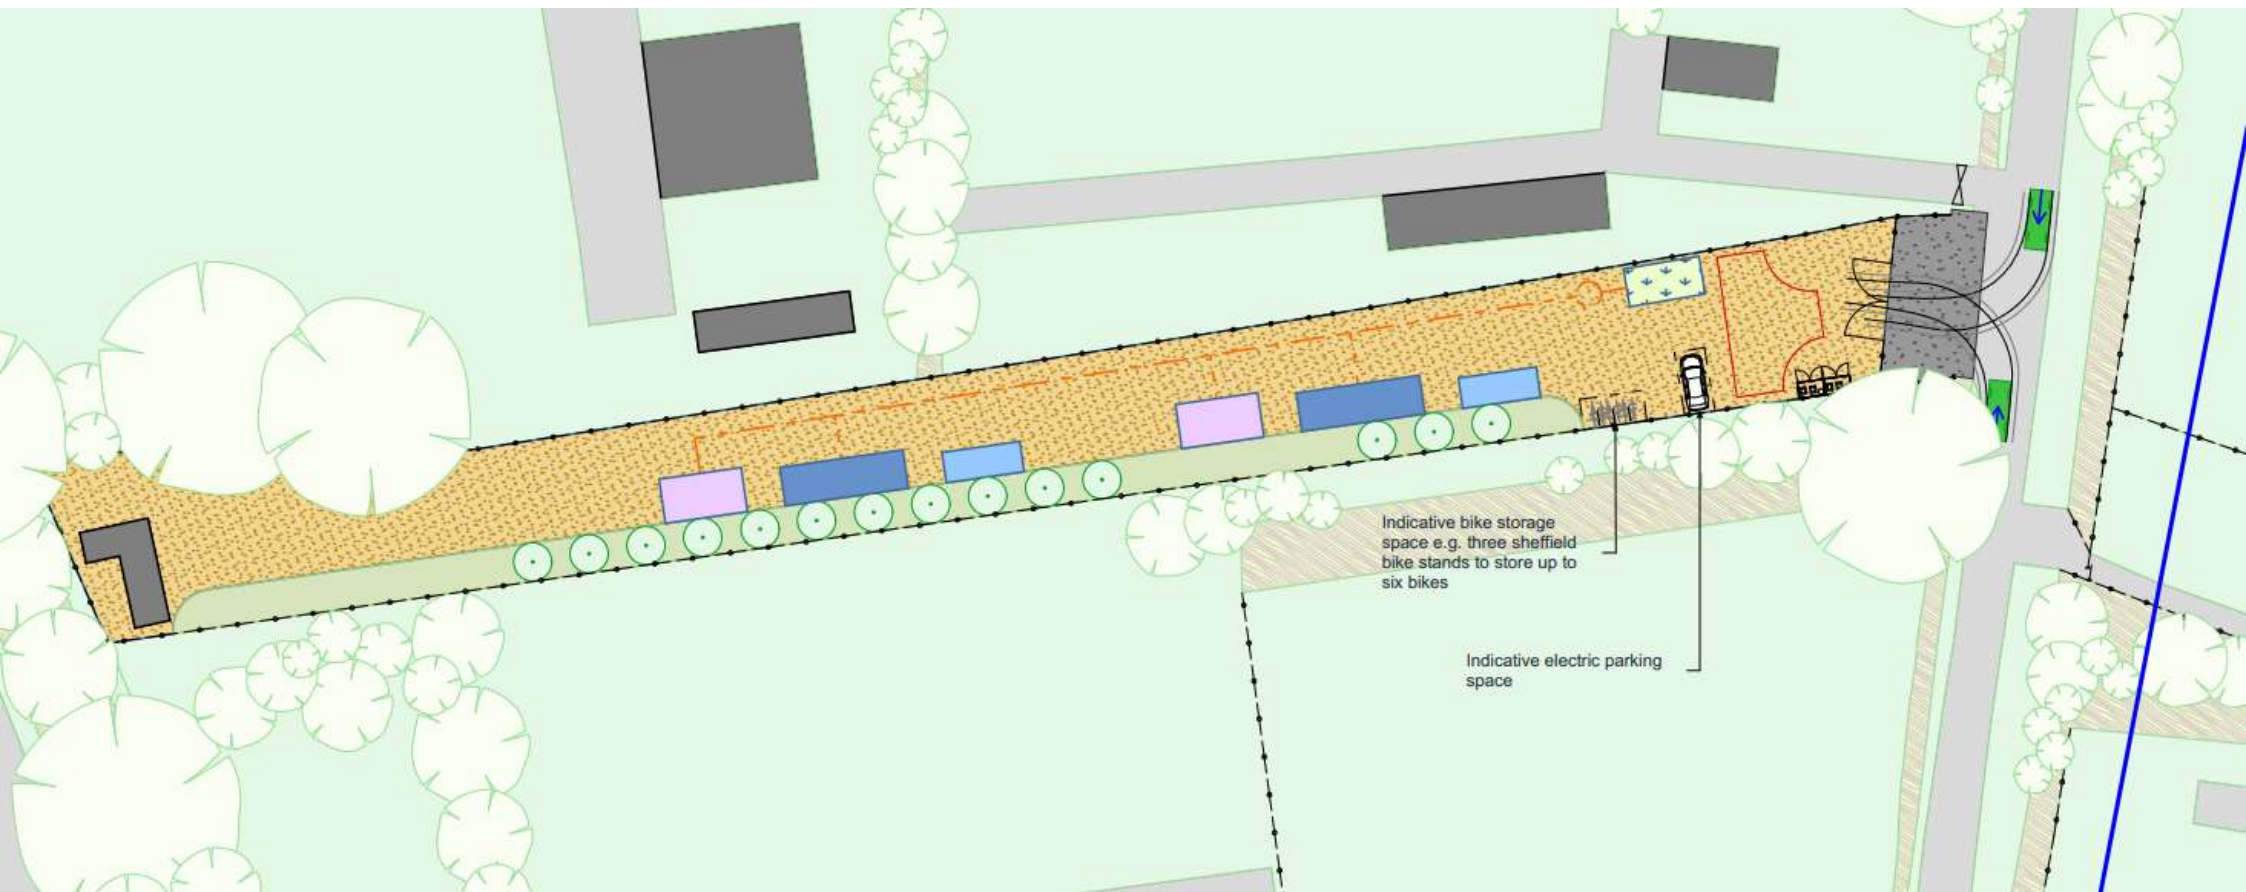 Indicative bike storage
space e.g. three sheffield
bike stands to store up to
six bikes
Indicative electric parking
space